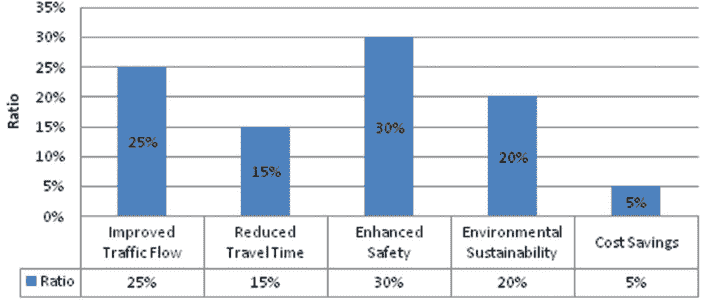 35%
30%
25%
20%
15%
10%
5%
0%
Ratio
25%
15%
30%
20%
5%
Improved Traffic Flow
Reduced Travel Time
Enhanced Safety
Environmental Sustainability
Cost Savings
Ratio 25% 15% 30% 20% 5%